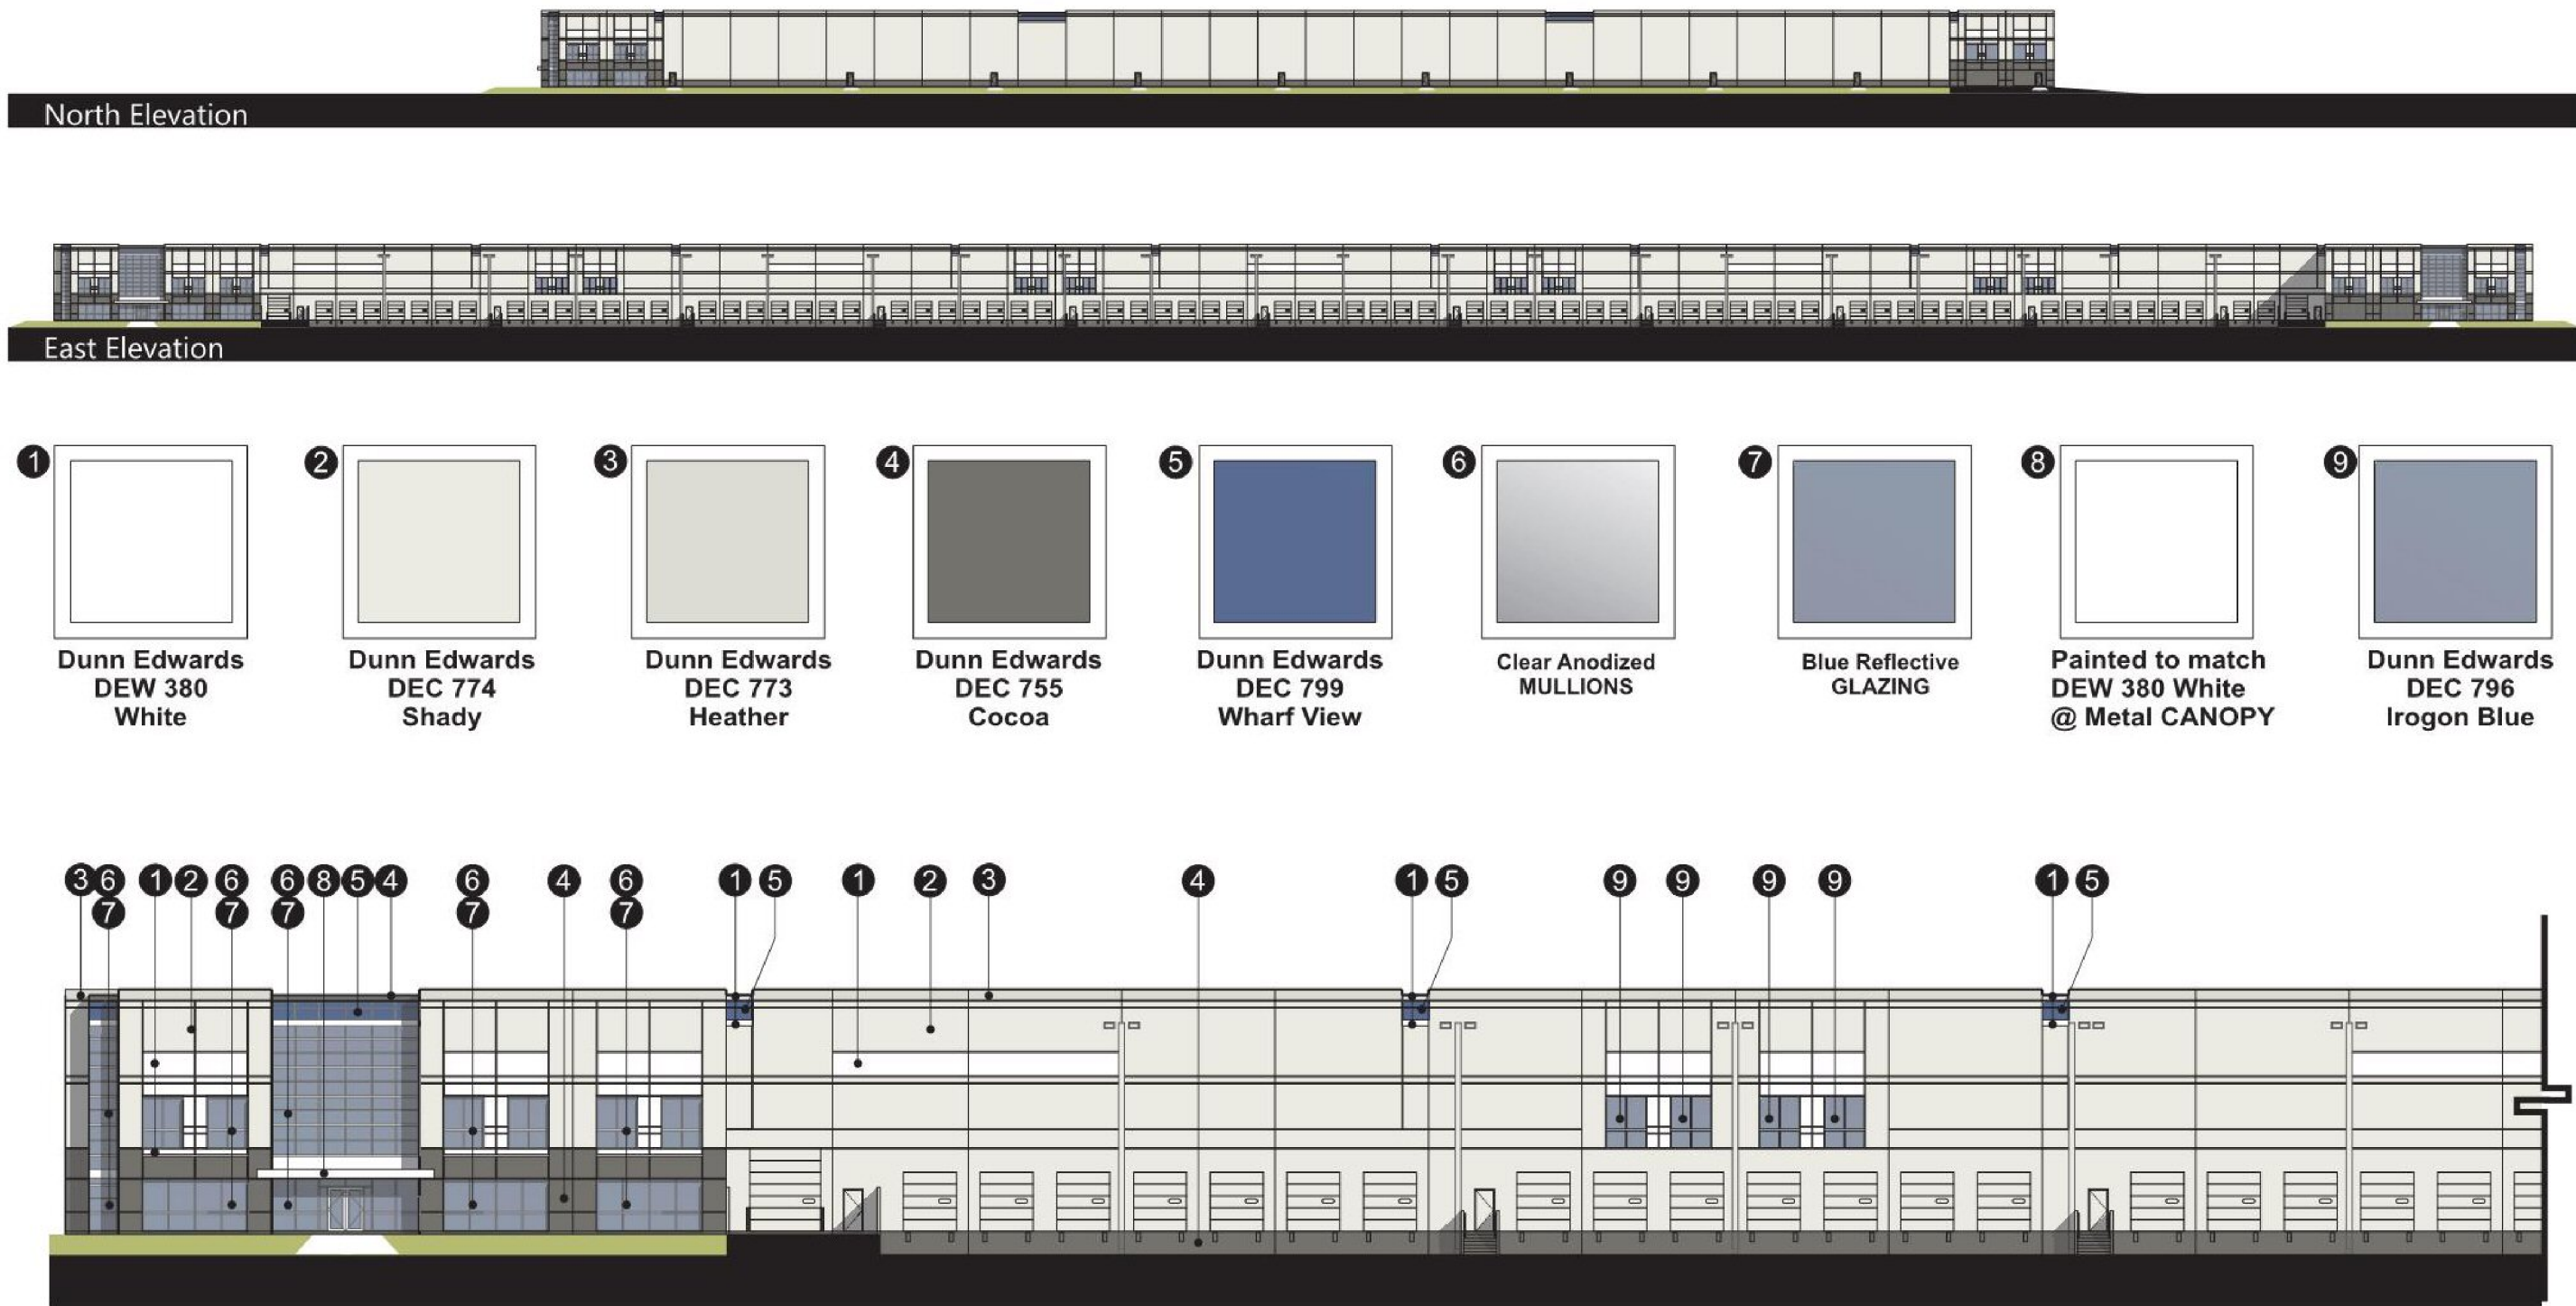 North Elevation
East Elevation
1 2 3 4 5 6 7 8 9
Dunn Edwards
DEW 380
White
Dunn Edwards
DEC 774
Shady
Dunn Edwards
DEC 773
Heather
Dunn Edwards
DEC 755
Cocoa
Dunn Edwards
DEC 799
Wharf View
Clear Anodized
MULLIONS
Blue Reflective
GLAZING
Painted to match
DEW 380 White
@ Metal CANOPY
Dunn Edwards
DEC 796
Irogon Blue
3 6 1 2 6 6 8 5 4 6 4 6 1 5 1 2 3 4 1 5 9 9 9 9 1 5
7 7 7 7 7